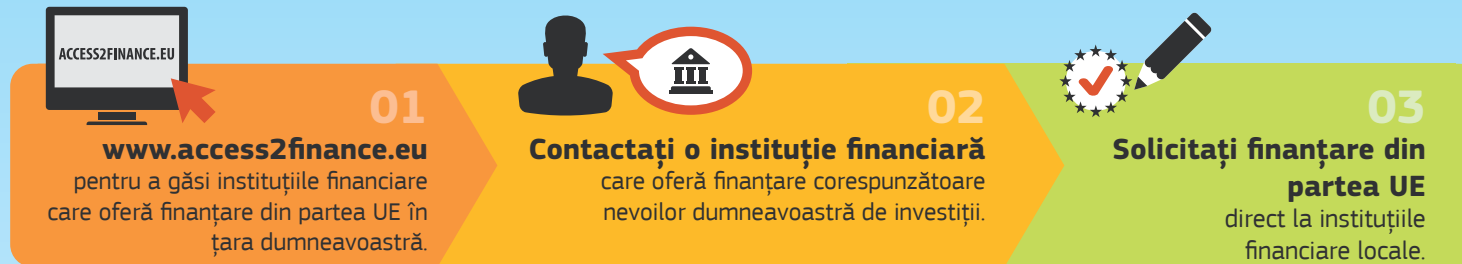 ACCESS2FINANCE.EU
01
www.access2finance.eu
pentru a găsi instituțiile financiare
care oferă finanțare din partea UE în
țara dumneavoastră.
02
Contactați o instituție financiară
care oferă finanțare corespunzătoare
nevoilor dumneavoastră de investiții.
03
Solicitați finanțare din
partea UE
direct la instituțiile
financiare locale.